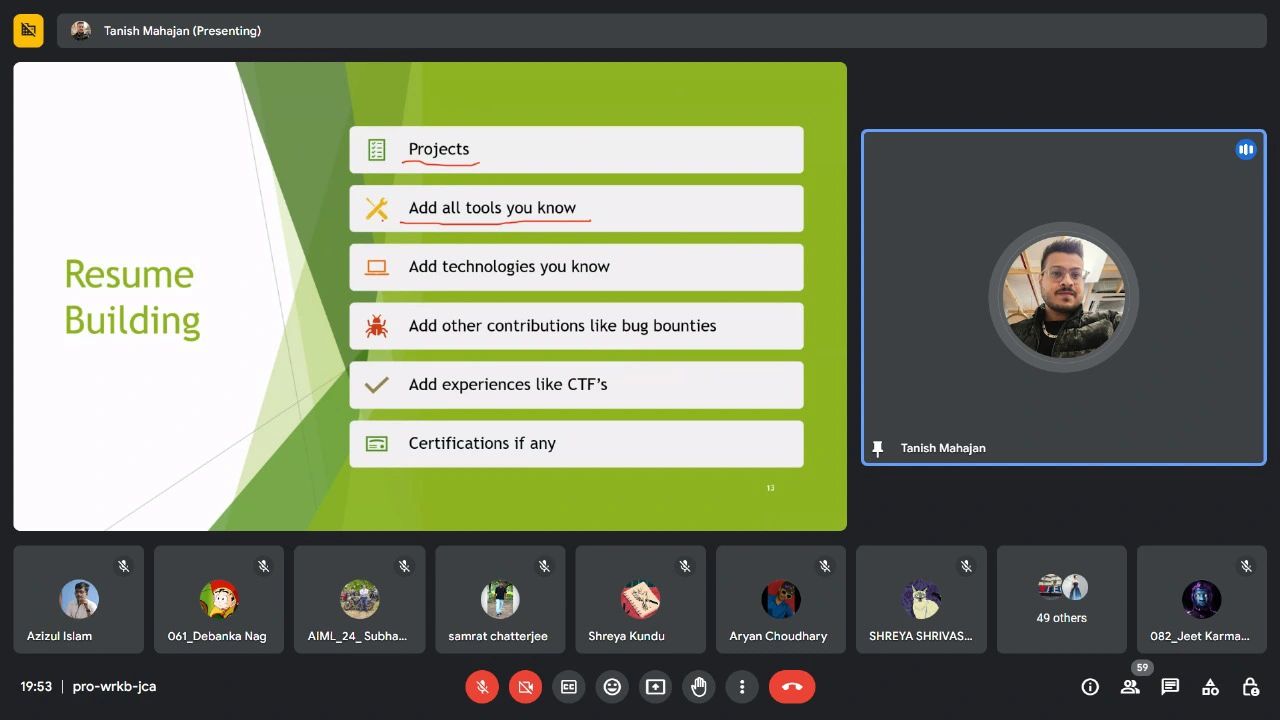 Tanish Mahajan (Presenting)
Resume
Building
Projects
Add all tools you know
Add technologies you know
Add other contributions like bug bounties
Add experiences like CTF's
Certifications if any
13
Tanish Mahajan
Azizul Islam
061_Debanka Nag
AIML_24_ Subha...
samrat chatterjee
Shreya Kundu
Aryan Choudhary
SHREYA SHRIVAS...
49 others
082_Jeet Karma...
19:53 | pro-wrkb-jca
59